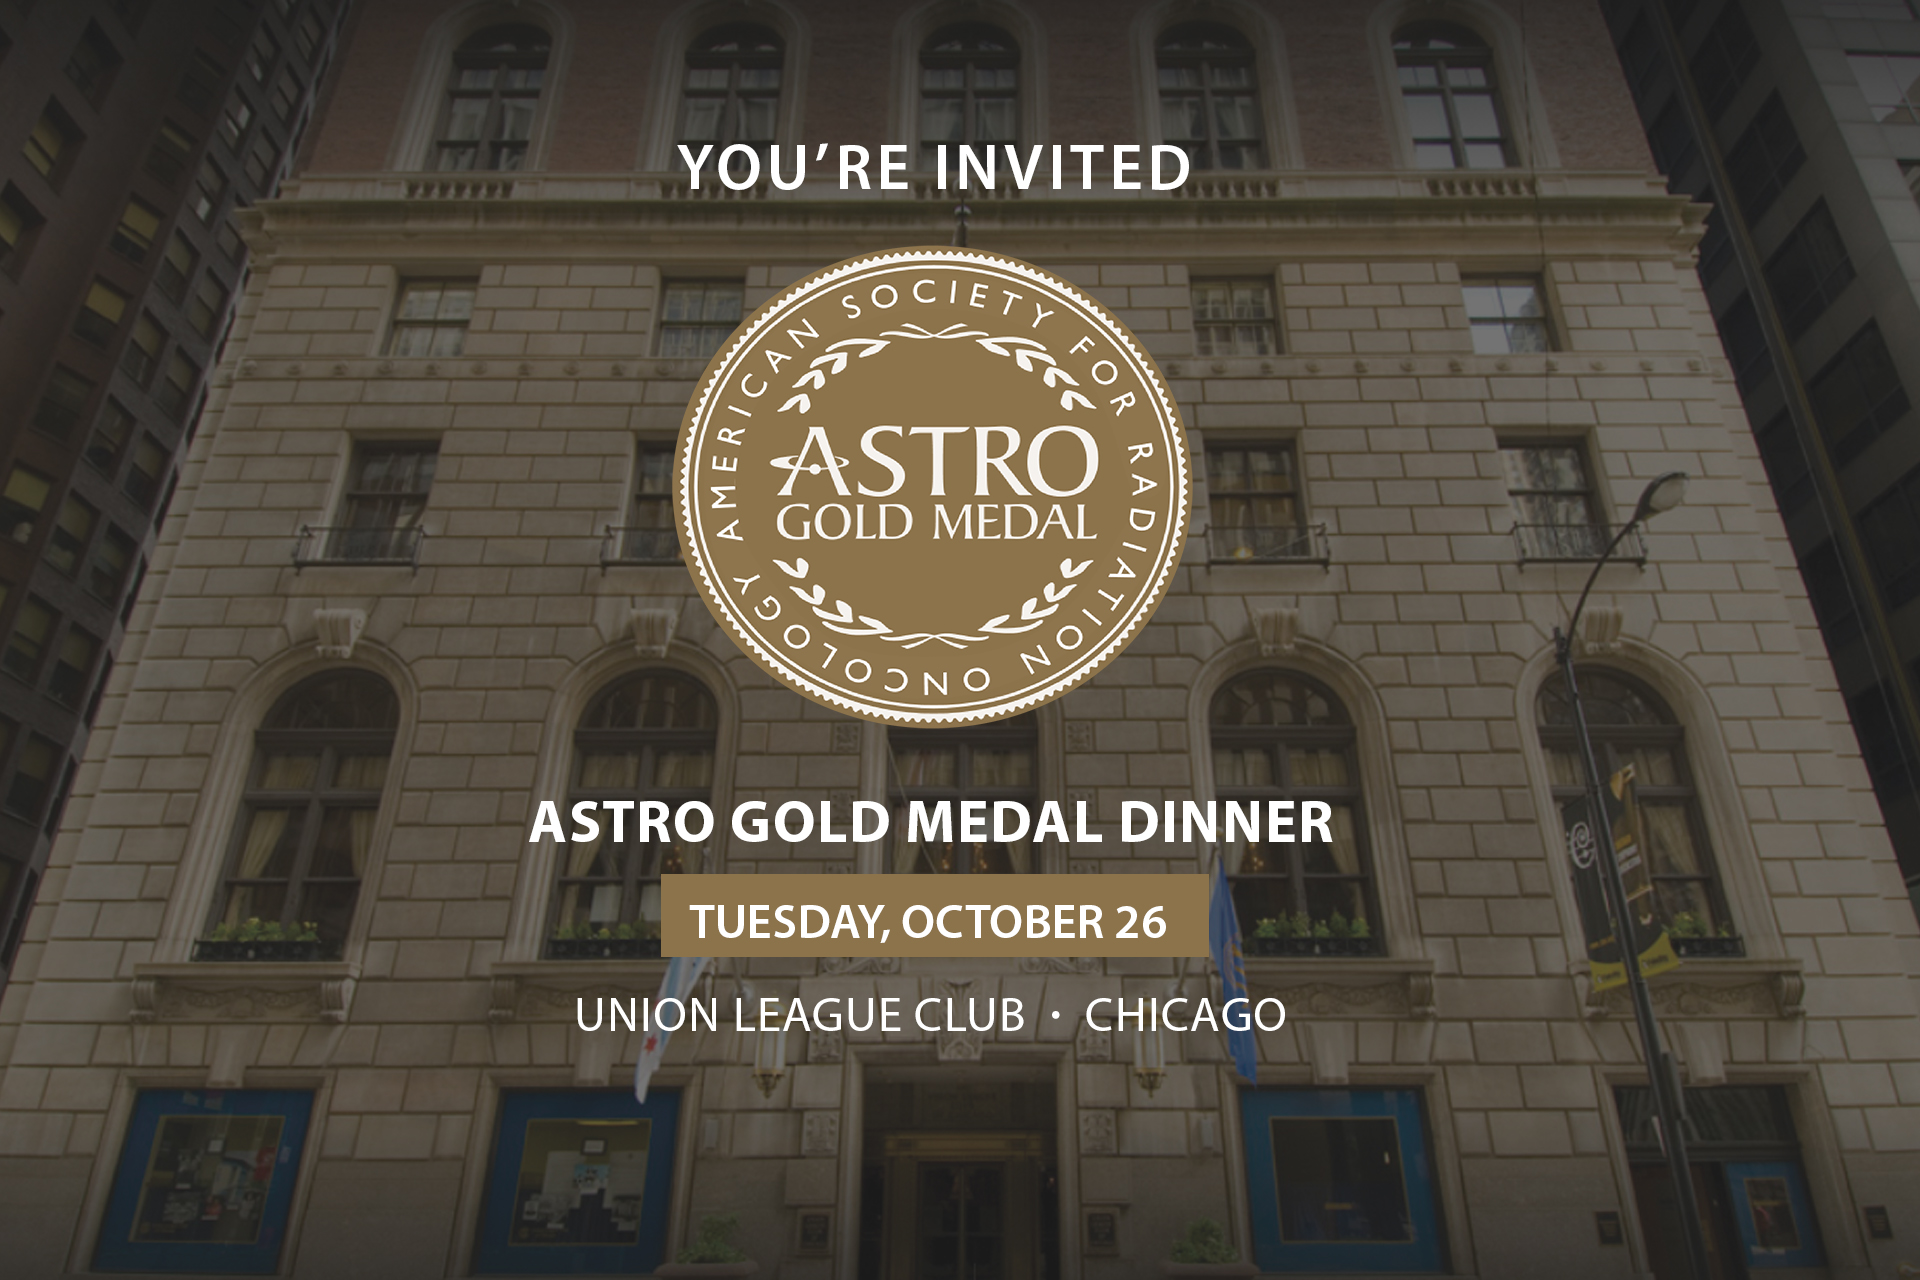 YOU’RE INVITED
AMERICAN SOCIETY FOR RADIATION ONCOLOGY
ASTRO
GOLD MEDAL
ASTRO GOLD MEDAL DINNER
TUESDAY, OCTOBER 26
UNION LEAGUE CLUB • CHICAGO